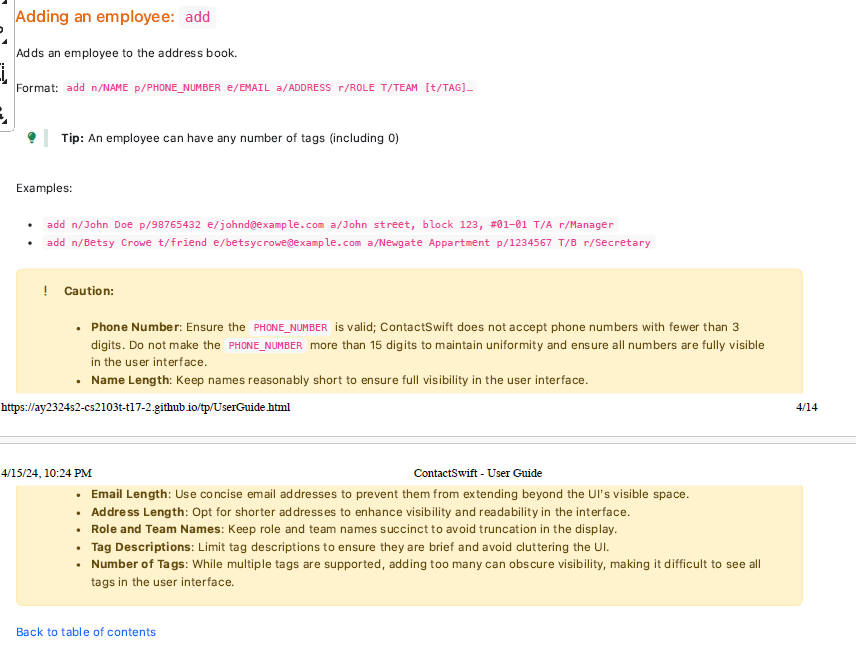 Adding an employee: add
Adds an employee to the address book.
Format: add n/NAME p/PHONE_NUMBER e/EMAIL a/ADDRESS r/ROLE T/TEAM [t/TAG]…
Tip: An employee can have any number of tags (including 0)
Examples:
• add n/John Doe p/98765432 e/johnd@example.com a/John street, block 123, #01-01 T/A r/Manager
• add n/Betsy Crowe t/friend e/betsycrowe@example.com a/Newgate Appartment p/1234567 T/B r/Secretary
! Caution:
• Phone Number: Ensure the PHONE_NUMBER is valid; ContactSwift does not accept phone numbers with fewer than 3
digits. Do not make the PHONE_NUMBER more than 15 digits to maintain uniformity and ensure all numbers are fully visible
in the user interface.
• Name Length: Keep names reasonably short to ensure full visibility in the user interface.
https://ay2324s2-cs2103t-t17-2.github.io/tp/UserGuide.html 4/14
4/15/24, 10:24 PM ContactSwift - User Guide
• Email Length: Use concise email addresses to prevent them from extending beyond the UI's visible space.
• Address Length: Opt for shorter addresses to enhance visibility and readability in the interface.
• Role and Team Names: Keep role and team names succinct to avoid truncation in the display.
• Tag Descriptions: Limit tag descriptions to ensure they are brief and avoid cluttering the UI.
• Number of Tags: While multiple tags are supported, adding too many can obscure visibility, making it difficult to see all
tags in the user interface.
Back to table of contents